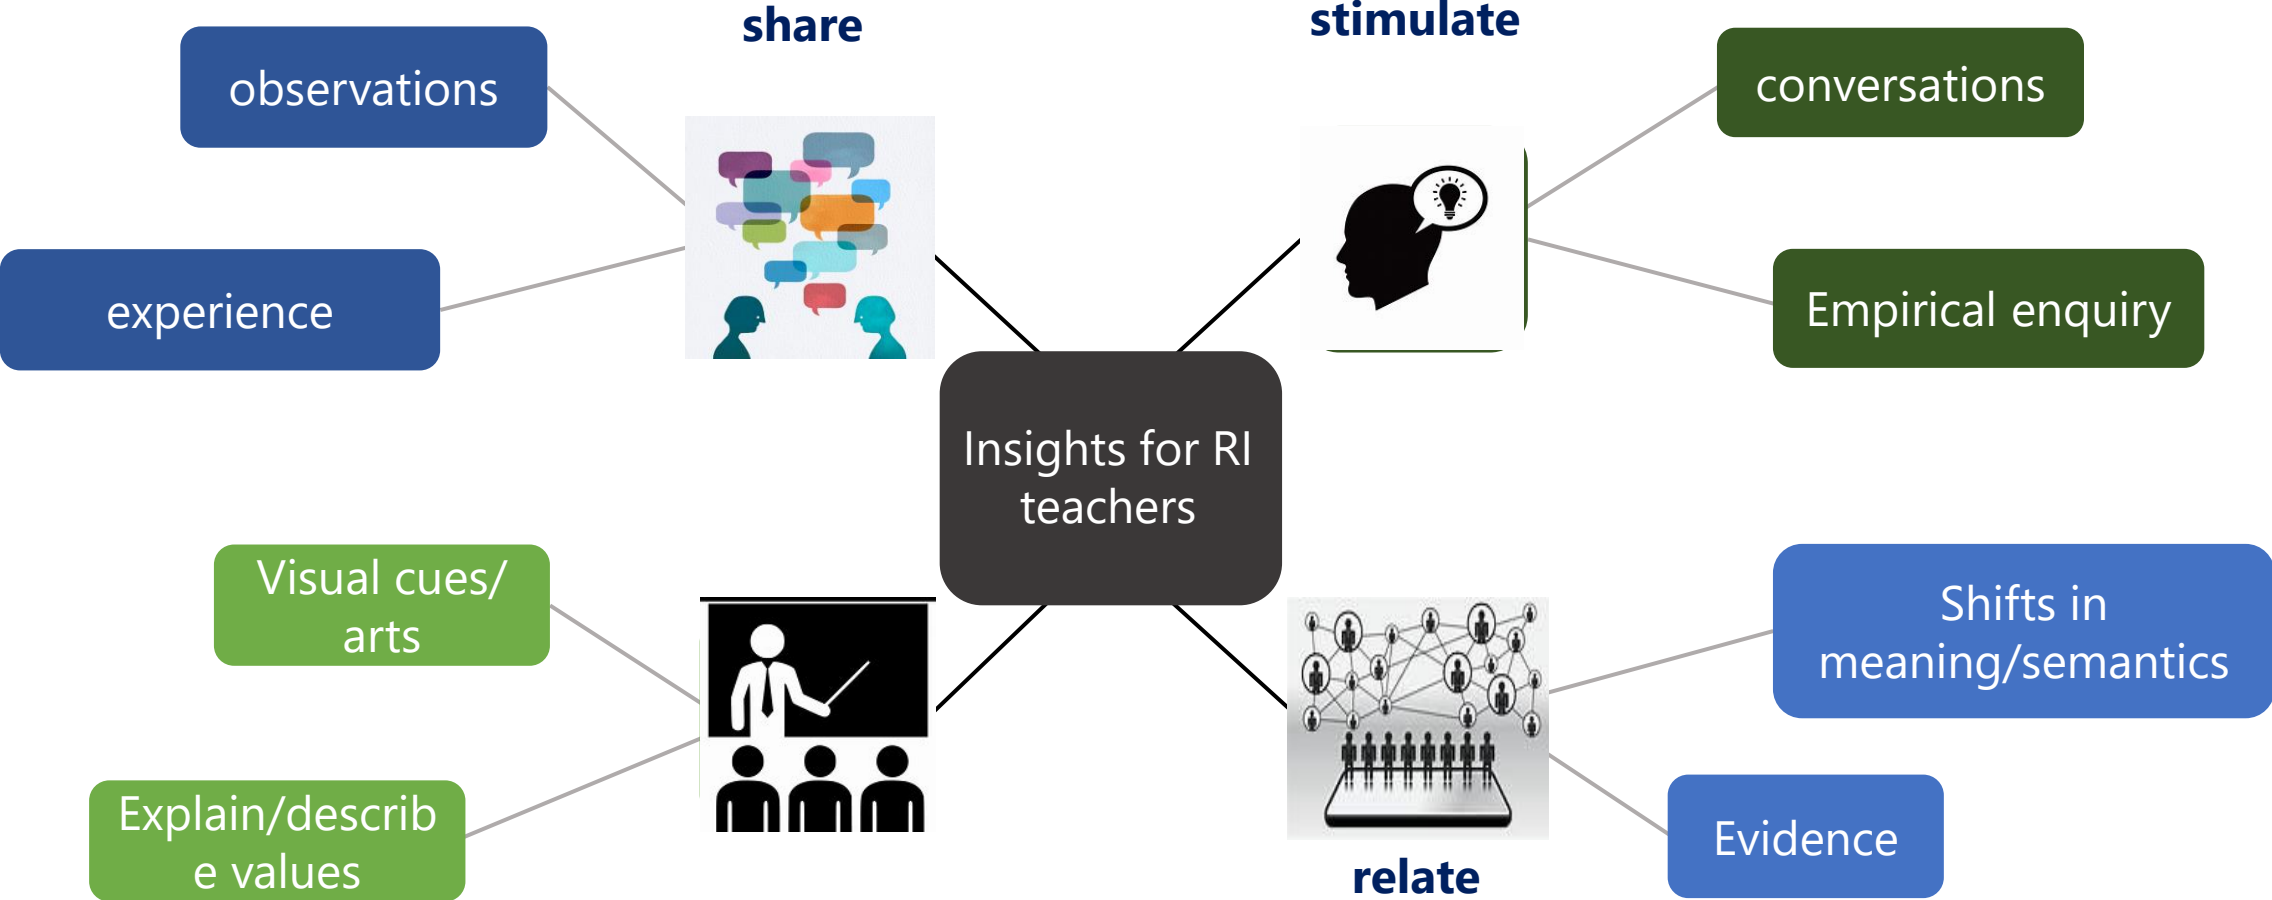 share
stimulate
observations
conversations
experience
Empirical enquiry
Insights for RI
teachers
Visual cues/
arts
Shifts in
meaning/semantics
Explain/describ
e values
Evidence
relate